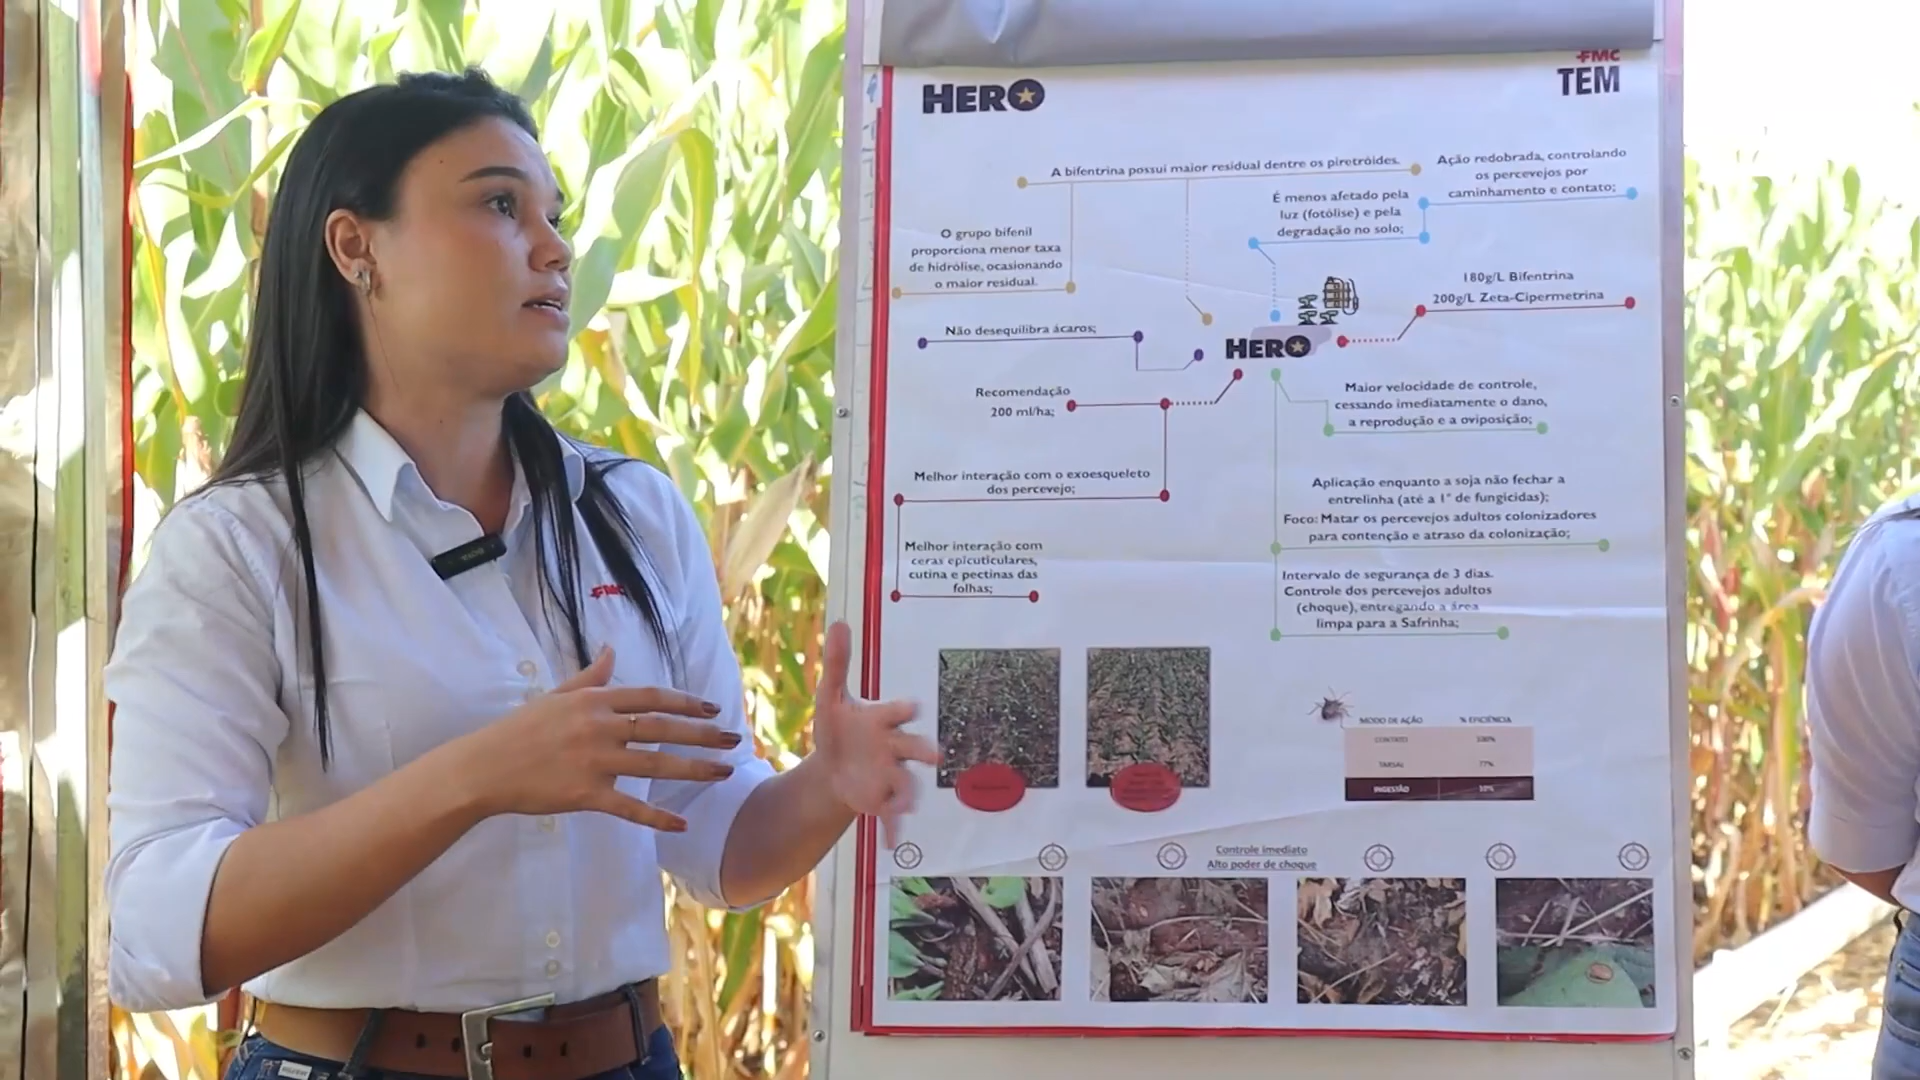 HERO
FMC
TEM
A bifentrina possui maior residual dentre os piretróides.
Ação redobrada, controlando
os percevejos por
caminhamento e contato;
É menos afetado pela
luz (fotólise) e pela
degradação no solo;
O grupo bifenil
proporciona menor taxa
de hidrólise, ocasionando
o maior residual.
180g/L Bifentrina
200g/L Zeta-Cipermetrina
Não desequilibra ácaros;
HERO
Recomendação
200 ml/ha;
Maior velocidade de controle,
cessando imediatamente o dano,
a reprodução e a oviposição;
Melhor interação com o exoesqueleto
dos percevejo;
Aplicação enquanto a soja não fechar a
entrelinha (até a 1ª de fungicidas);
Foco: Matar os percevejos adultos colonizadores
para contenção e atraso da colonização;
Melhor interação com
ceras epicuticulares,
cutina e pectinas das
folhas;
Intervalo de segurança de 3 dias.
Controle dos percevejos adultos
(choque), entregando a área
limpa para a Safrinha;
MODO DE AÇÃO % EFICIÊNCIA
CONTATO 100%
TARSAL 77%
INGESTÃO 10%
Controle imediato
Alto poder de choque
FMC